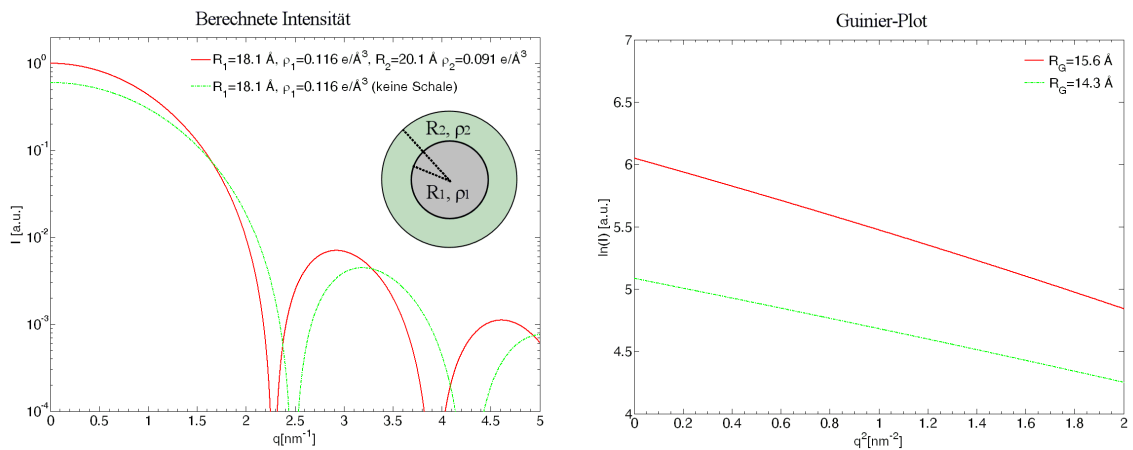 Berechnete Intensität
R1=18.1 Å, ρ1=0.116 e/Å³, R2=20.1 Å ρ2=0.091 e/Å³
R1=18.1 Å, ρ1=0.116 e/Å³ (keine Schale)
R2, ρ2
R1, ρ1
I [a.u.]
10⁰
10⁻¹
10⁻²
10⁻³
10⁻⁴
0 0.5 1 1.5 2 2.5 3 3.5 4 4.5 5
q[nm⁻¹]
Guinier-Plot
RG=15.6 Å
RG=14.3 Å
ln(I) [a.u.]
7
6.5
6
5.5
5
4.5
4
0 0.2 0.4 0.6 0.8 1 1.2 1.4 1.6 1.8 2
q²[nm⁻²]